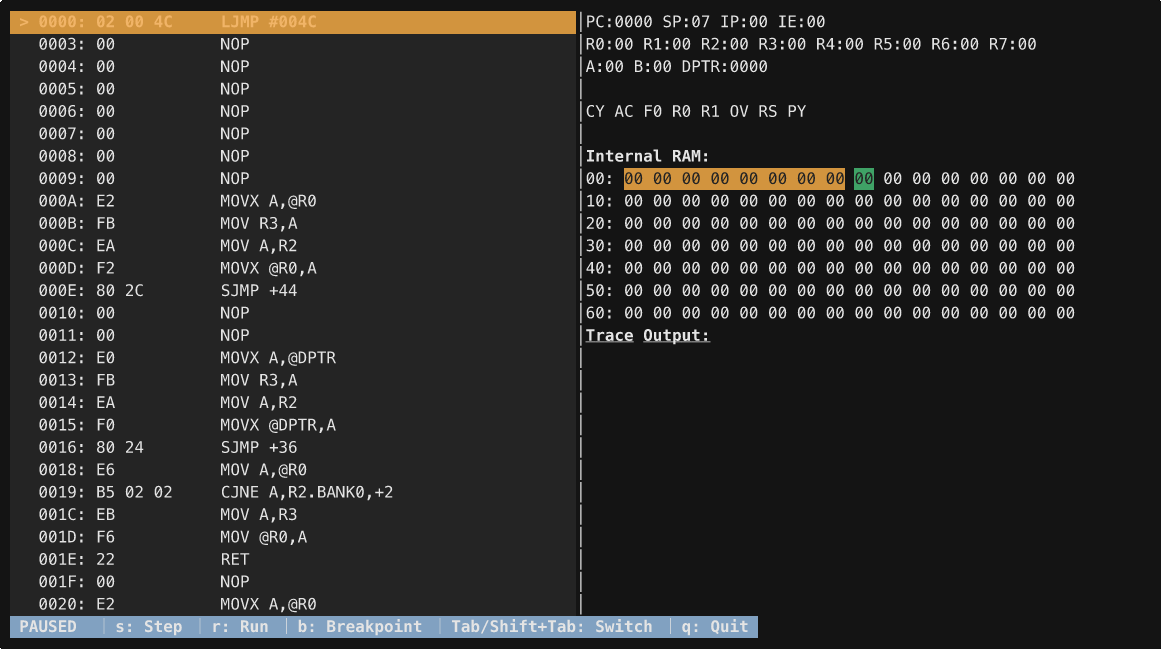 > 0000: 02 00 4C LJMP #004C
0003: 00 NOP
0004: 00 NOP
0005: 00 NOP
0006: 00 NOP
0007: 00 NOP
0008: 00 NOP
0009: 00 NOP
000A: E2 MOVX A,@R0
000B: FB MOV R3,A
000C: EA MOV A,R2
000D: F2 MOVX @R0,A
000E: 80 2C SJMP +44
0010: 00 NOP
0011: 00 NOP
0012: E0 MOVX A,@DPTR
0013: FB MOV R3,A
0014: EA MOV A,R2
0015: F0 MOVX @DPTR,A
0016: 80 24 SJMP +36
0018: E6 MOV A,@R0
0019: B5 02 02 CJNE A,R2.BANK0,+2
001C: EB MOV A,R3
001D: F6 MOV @R0,A
001E: 22 RET
001F: 00 NOP
0020: E2 MOVX A,@R0
PC:0000 SP:07 IP:00 IE:00
R0:00 R1:00 R2:00 R3:00 R4:00 R5:00 R6:00 R7:00
A:00 B:00 DPTR:0000
CY AC F0 R0 R1 OV RS PY
Internal RAM:
00: 00 00 00 00 00 00 00 00 00 00 00 00 00 00 00 00
10: 00 00 00 00 00 00 00 00 00 00 00 00 00 00 00 00
20: 00 00 00 00 00 00 00 00 00 00 00 00 00 00 00 00
30: 00 00 00 00 00 00 00 00 00 00 00 00 00 00 00 00
40: 00 00 00 00 00 00 00 00 00 00 00 00 00 00 00 00
50: 00 00 00 00 00 00 00 00 00 00 00 00 00 00 00 00
60: 00 00 00 00 00 00 00 00 00 00 00 00 00 00 00 00
Trace Output:
PAUSED | s: Step | r: Run | b: Breakpoint | Tab/Shift+Tab: Switch | q: Quit